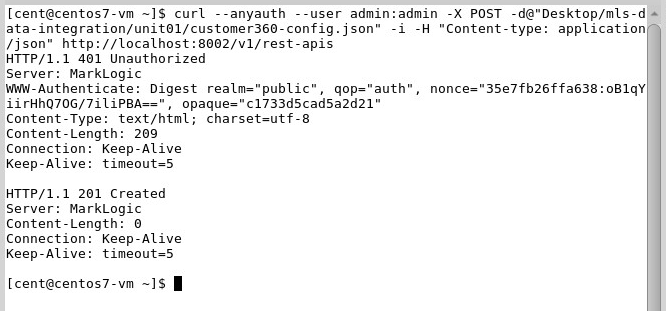 [cent@centos7-vm ~]$ curl --anyauth --user admin:admin -X POST -d@"Desktop/mls-d
ata-integration/unit01/customer360-config.json" -i -H "Content-type: application
/json" http://localhost:8002/v1/rest-apis
HTTP/1.1 401 Unauthorized
Server: MarkLogic
WWW-Authenticate: Digest realm="public", qop="auth", nonce="35e7fb26ffa638:oB1qY
iirHhQ7OG/7iliPBA==", opaque="c1733d5cad5a2d21"
Content-Type: text/html; charset=utf-8
Content-Length: 209
Connection: Keep-Alive
Keep-Alive: timeout=5

HTTP/1.1 201 Created
Server: MarkLogic
Content-Length: 0
Connection: Keep-Alive
Keep-Alive: timeout=5

[cent@centos7-vm ~]$